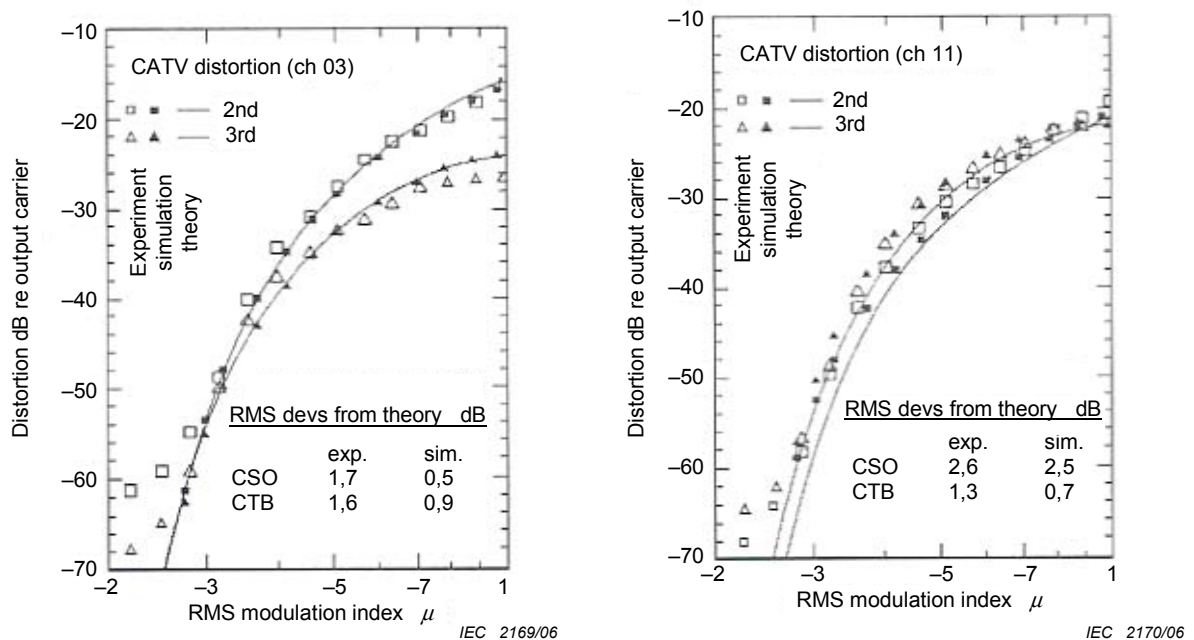 –10
–20
–30
–40
–50
–60
–70
Distortion dB re output carrier
CATV distortion (ch 03)
2nd
3rd
Experiment
simulation
theory
RMS devs from theory dB
exp. sim.
CSO 1,7 0,5
CTB 1,6 0,9
–2 –3 –5 –7 1
RMS modulation index μ
IEC 2169/06
–10
–20
–30
–40
–50
–60
–70
Distortion dB re output carrier
CATV distortion (ch 11)
2nd
3rd
Experiment
simulation
theory
RMS devs from theory dB
exp. sim.
CSO 2,6 2,5
CTB 1,3 0,7
–2 –3 –5 –7 1
RMS modulation index μ
IEC 2170/06